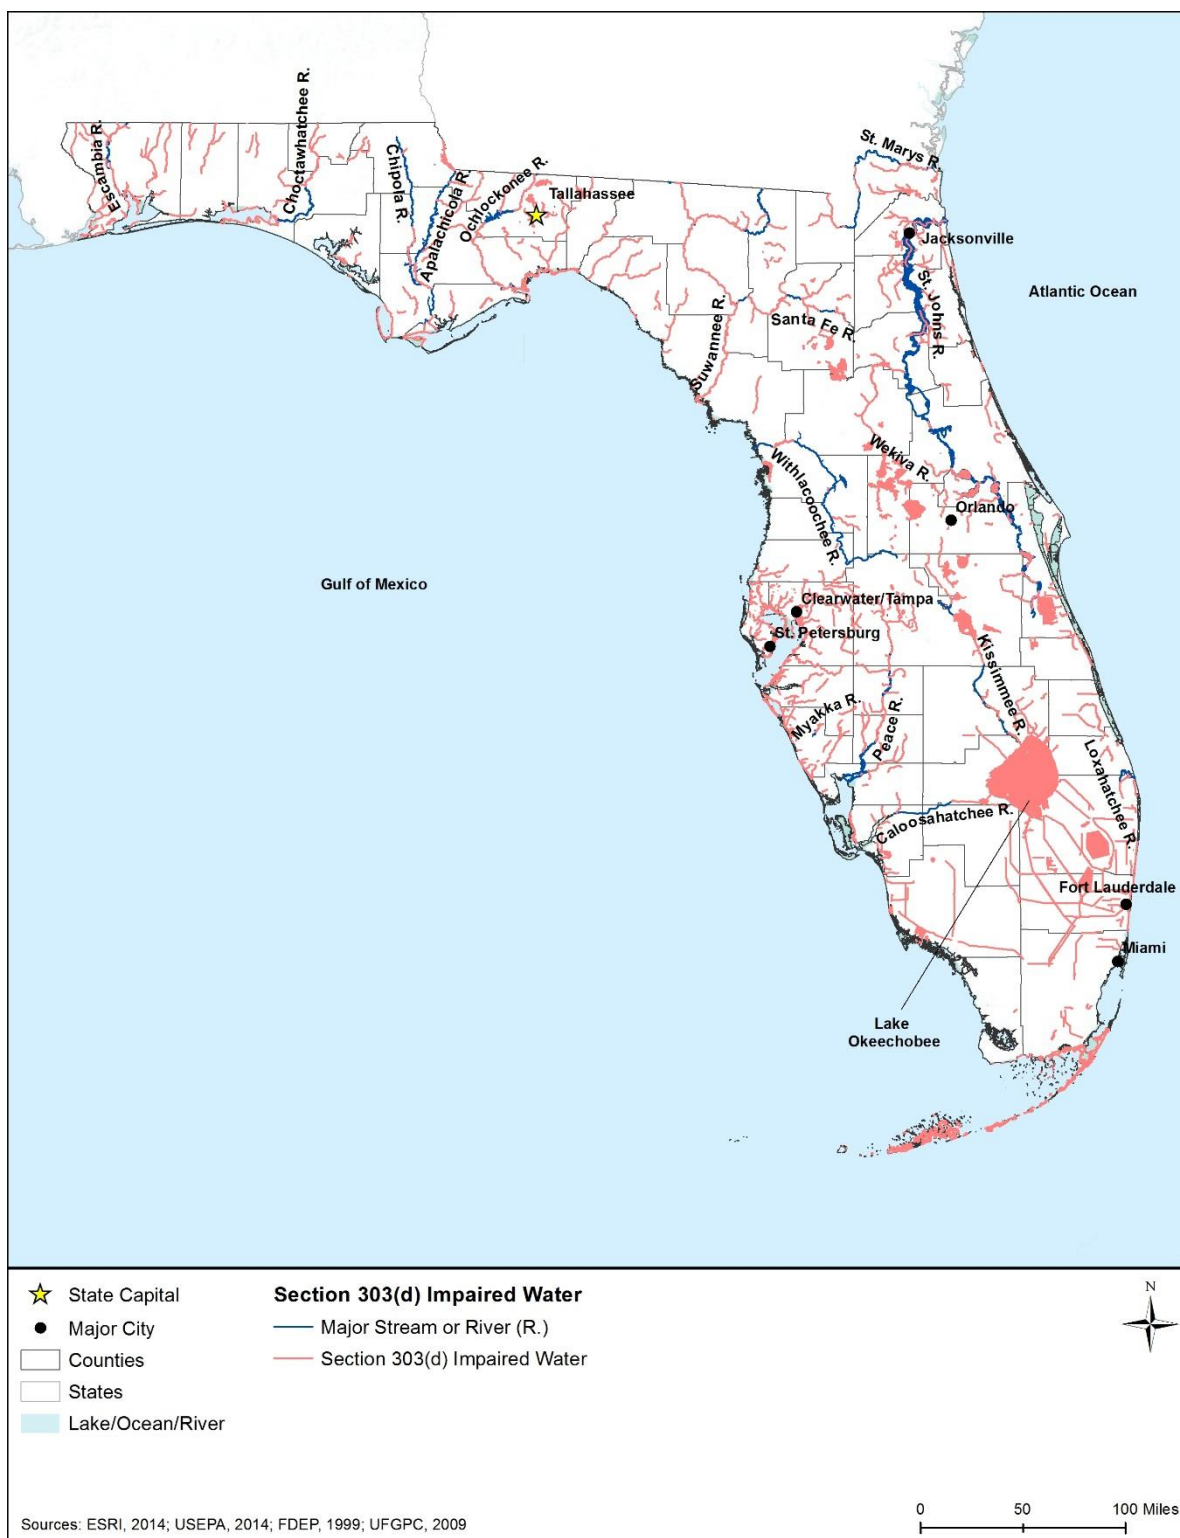 Escambia R.
Choctawhatchee R.
Chipola R.
Apalachicola R.
Ochlockonee R.
Tallahassee
St. Marys R.
Jacksonville
St. Johns R.
Atlantic Ocean
Suwannee R.
Santa Fe R.
Withlacoochee R.
Wekiva R.
Orlando
Gulf of Mexico
Clearwater/Tampa
St. Petersburg
Kissimmee R.
Myakka R.
Peace R.
Loxahatchee R.
Caloosahatchee R.
Fort Lauderdale
Miami
Lake
Okeechobee
State Capital
Major City
Counties
States
Lake/Ocean/River
Section 303(d) Impaired Water
Major Stream or River (R.)
Section 303(d) Impaired Water
N
0 50 100 Miles
Sources: ESRI, 2014; USEPA, 2014; FDEP, 1999; UFGPC, 2009